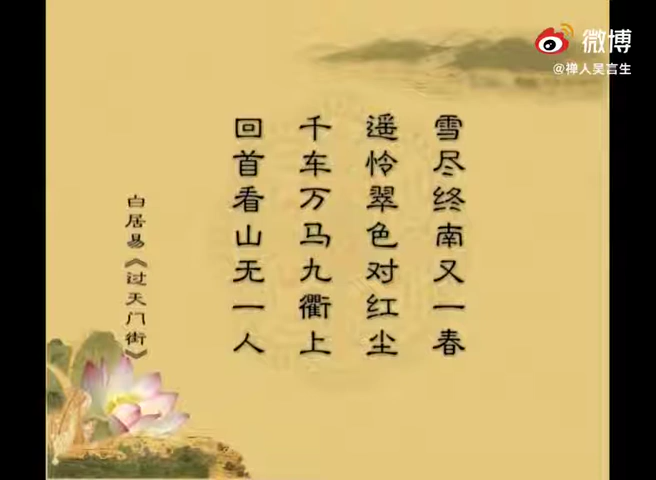 雪尽终南又一春
遥怜翠色对红尘
千车万马九衢上
回首看山无一人
白居易《过天门街》
微博
@禅人吴言生